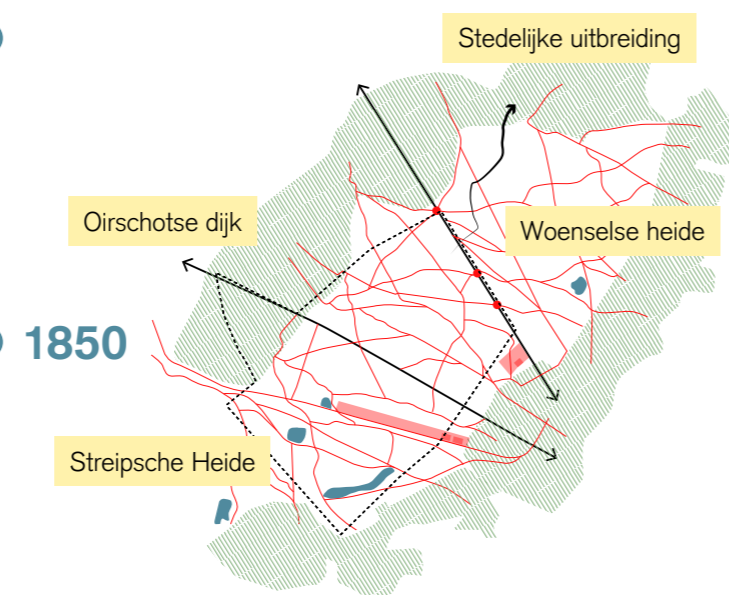 Stedelijke uitbreiding
Oirschotse dijk
Woenselse heide
1850
Streipsche Heide